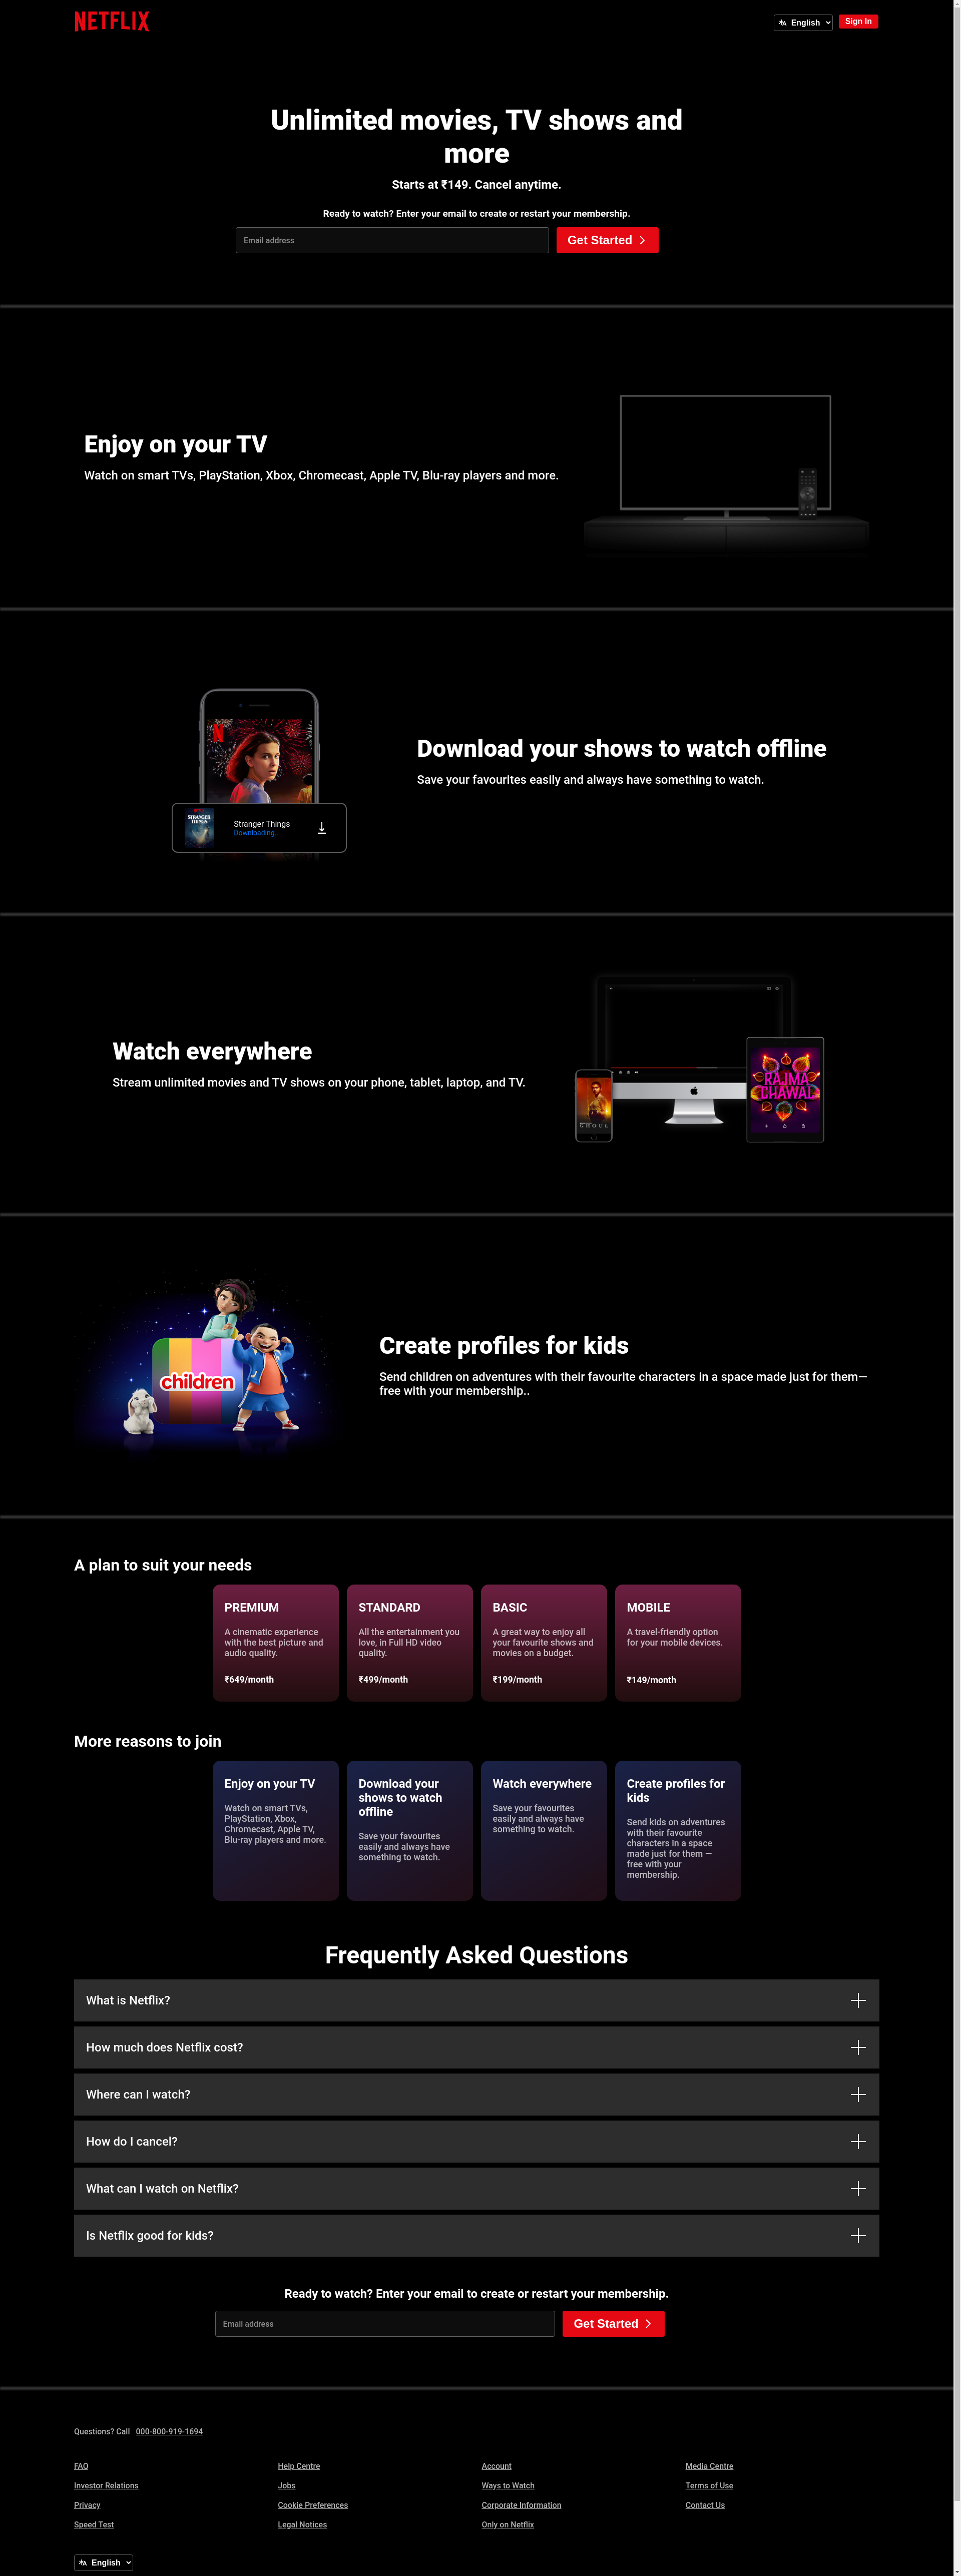 NETFLIX
English
Sign In
Unlimited movies, TV shows and
more
Starts at ₹149. Cancel anytime.
Ready to watch? Enter your email to create or restart your membership.
Email address
Get Started
Enjoy on your TV
Watch on smart TVs, PlayStation, Xbox, Chromecast, Apple TV, Blu-ray players and more.
N
STRANGER
THINGS
Stranger Things
Downloading...
Download your shows to watch offline
Save your favourites easily and always have something to watch.
Watch everywhere
Stream unlimited movies and TV shows on your phone, tablet, laptop, and TV.
GHOUL
RAJMA
CHAWAL
children
Create profiles for kids
Send children on adventures with their favourite characters in a space made just for them—
free with your membership..
A plan to suit your needs
PREMIUM
A cinematic experience
with the best picture and
audio quality.
₹649/month
STANDARD
All the entertainment you
love, in Full HD video
quality.
₹499/month
BASIC
A great way to enjoy all
your favourite shows and
movies on a budget.
₹199/month
MOBILE
A travel-friendly option
for your mobile devices.
₹149/month
More reasons to join
Enjoy on your TV
Watch on smart TVs,
PlayStation, Xbox,
Chromecast, Apple TV,
Blu-ray players and more.
Download your
shows to watch
offline
Save your favourites
easily and always have
something to watch.
Watch everywhere
Save your favourites
easily and always have
something to watch.
Create profiles for
kids
Send kids on adventures
with their favourite
characters in a space
made just for them —
free with your
membership.
Frequently Asked Questions
What is Netflix?
How much does Netflix cost?
Where can I watch?
How do I cancel?
What can I watch on Netflix?
Is Netflix good for kids?
Ready to watch? Enter your email to create or restart your membership.
Email address
Get Started
Questions? Call 000-800-919-1694
FAQ
Help Centre
Account
Media Centre
Investor Relations
Jobs
Ways to Watch
Terms of Use
Privacy
Cookie Preferences
Corporate Information
Contact Us
Speed Test
Legal Notices
Only on Netflix
English